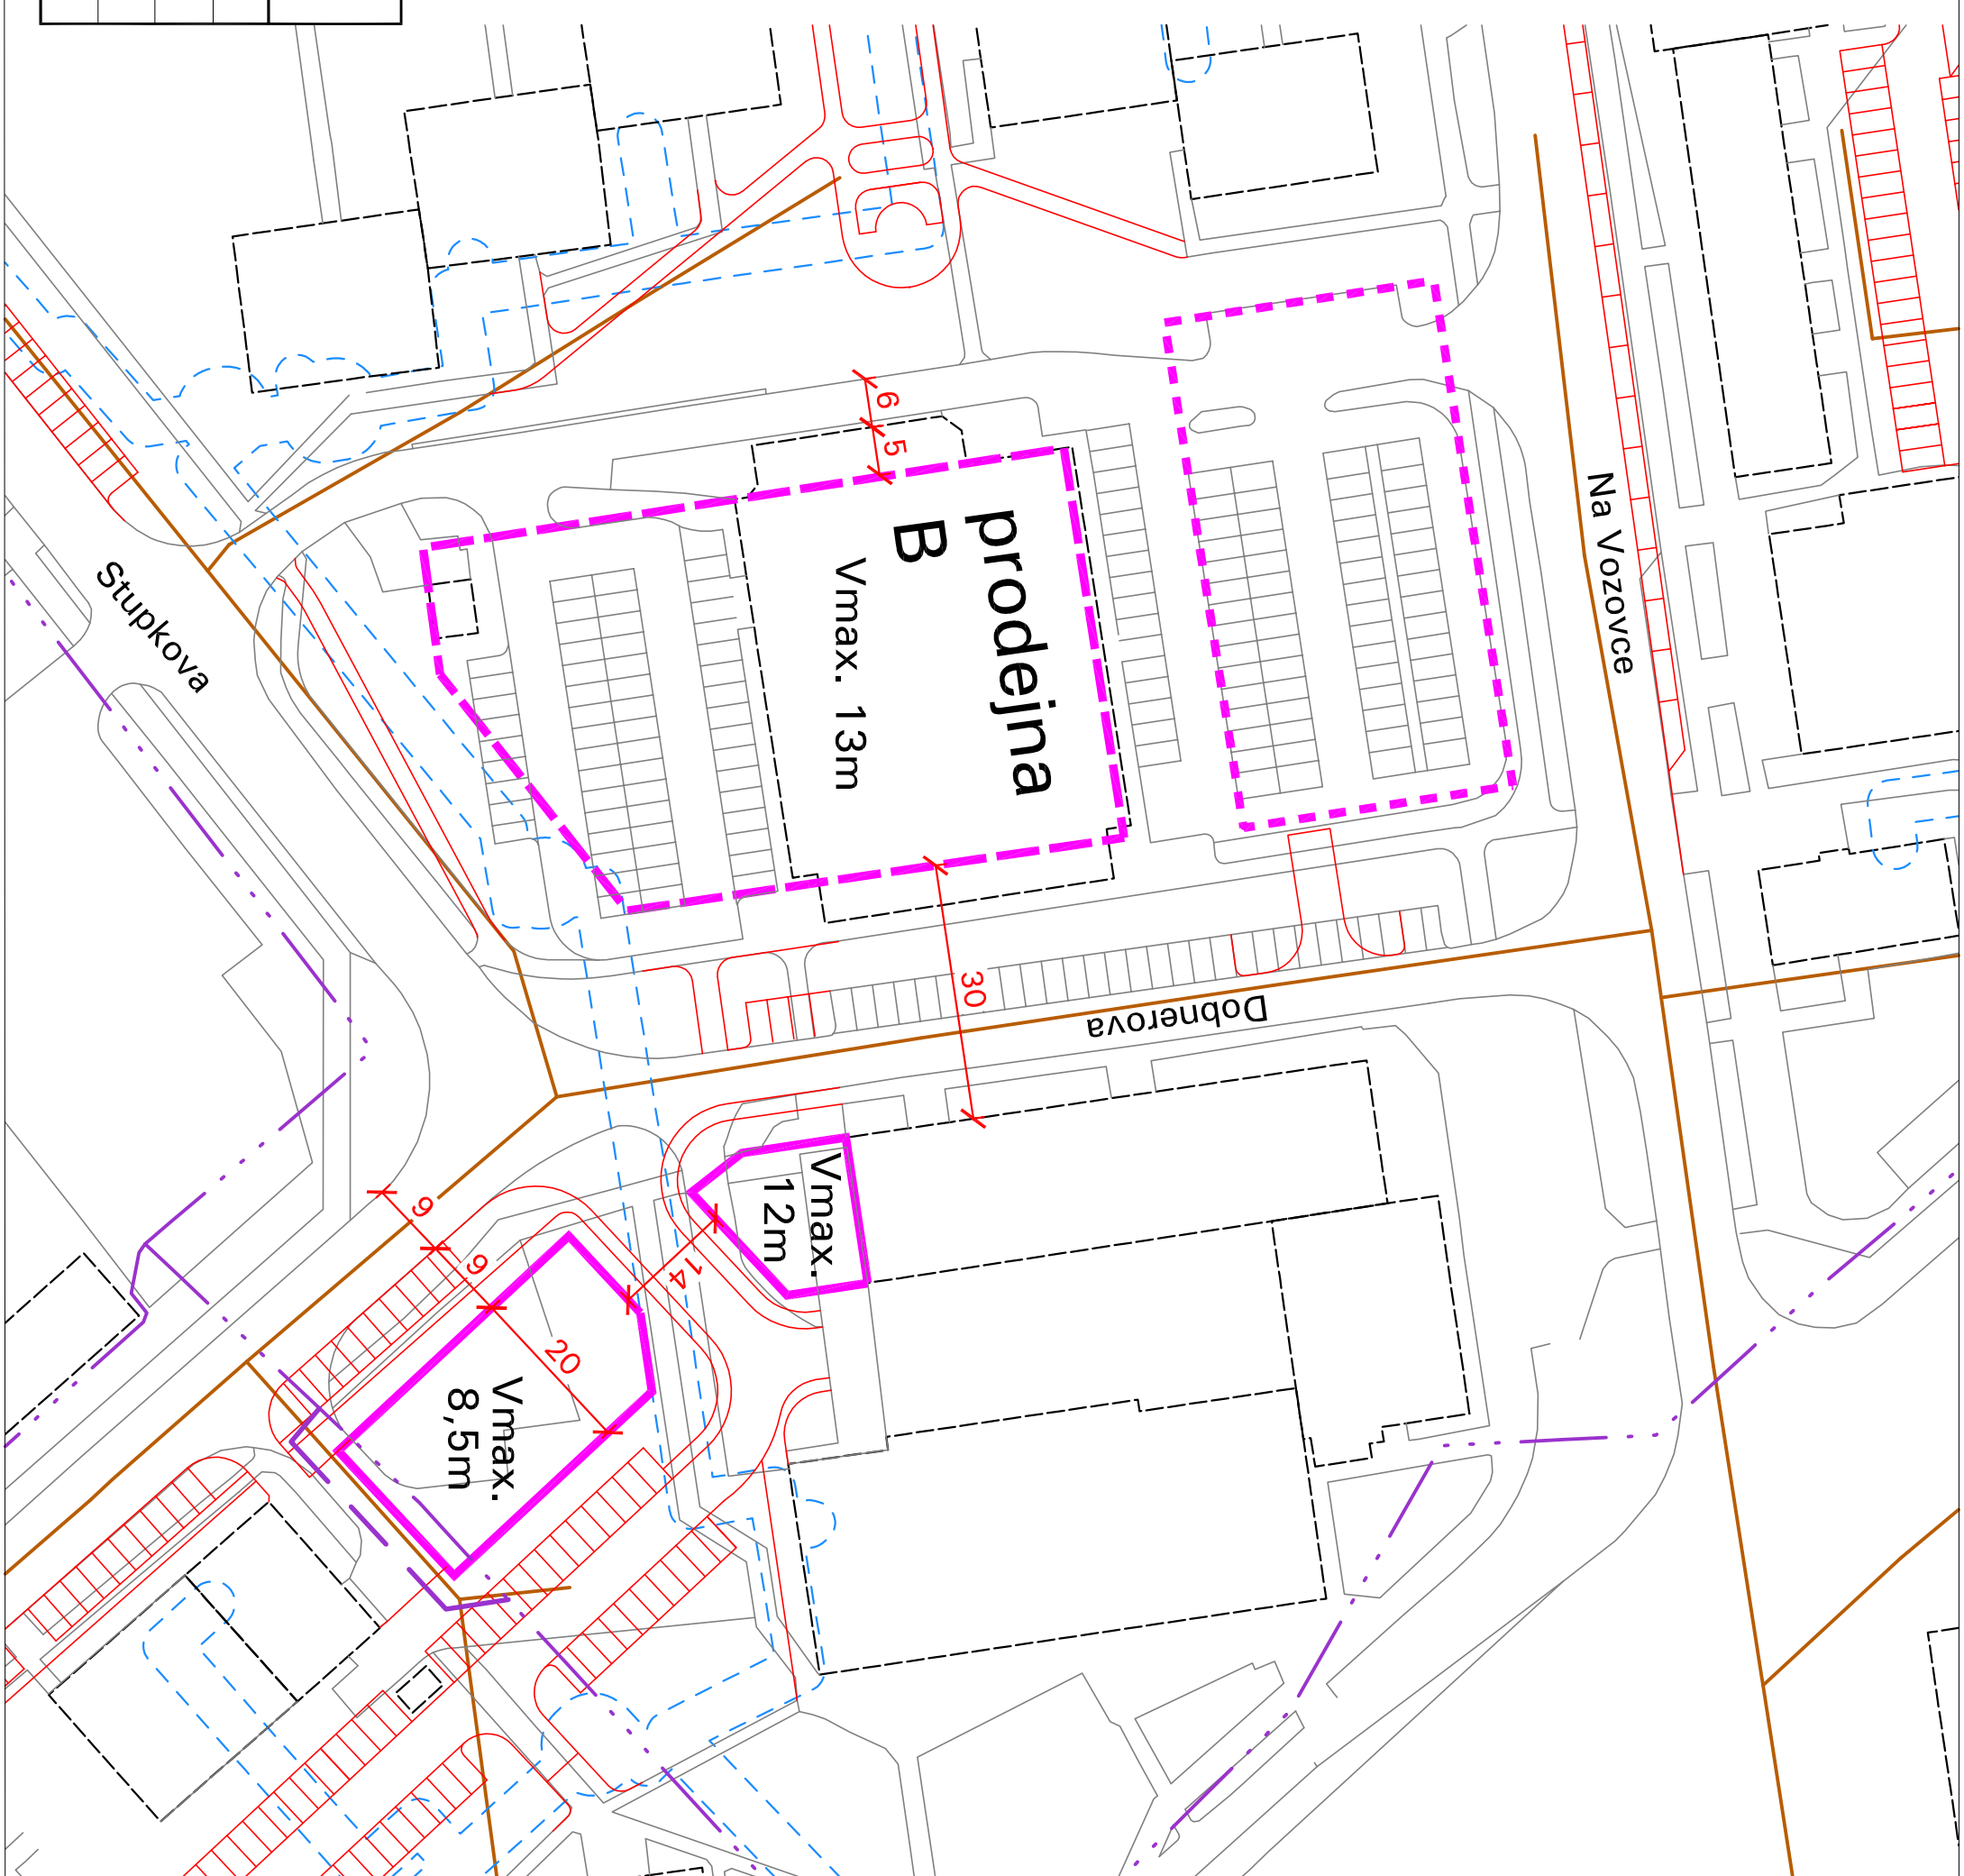 6
5
Stupkova
prodejna
B
Vmax. 13m
Na Vozovce
30
Dobnerova
Vmax.
12m
9
9
14
20
Vmax.
8,5m